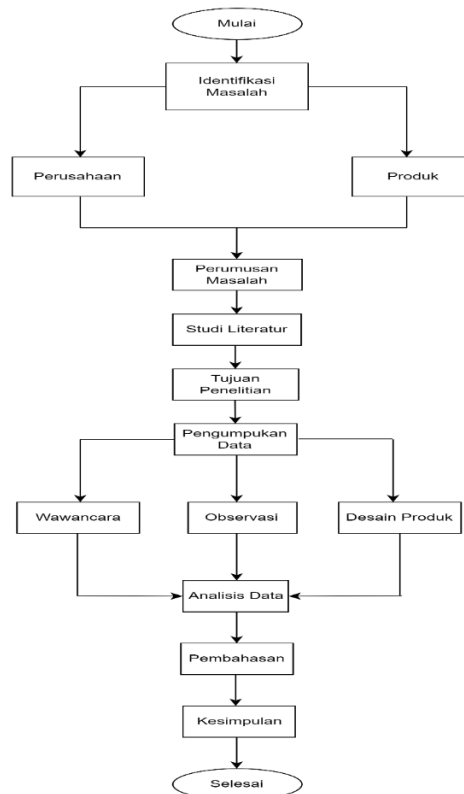 Mulai
Identifikasi
Masalah
Perusahaan
Produk
Perumusan
Masalah
Studi Literatur
Tujuan
Penelitian
Pengumpukan
Data
Wawancara
Observasi
Desain Produk
Analisis Data
Pembahasan
Kesimpulan
Selesai